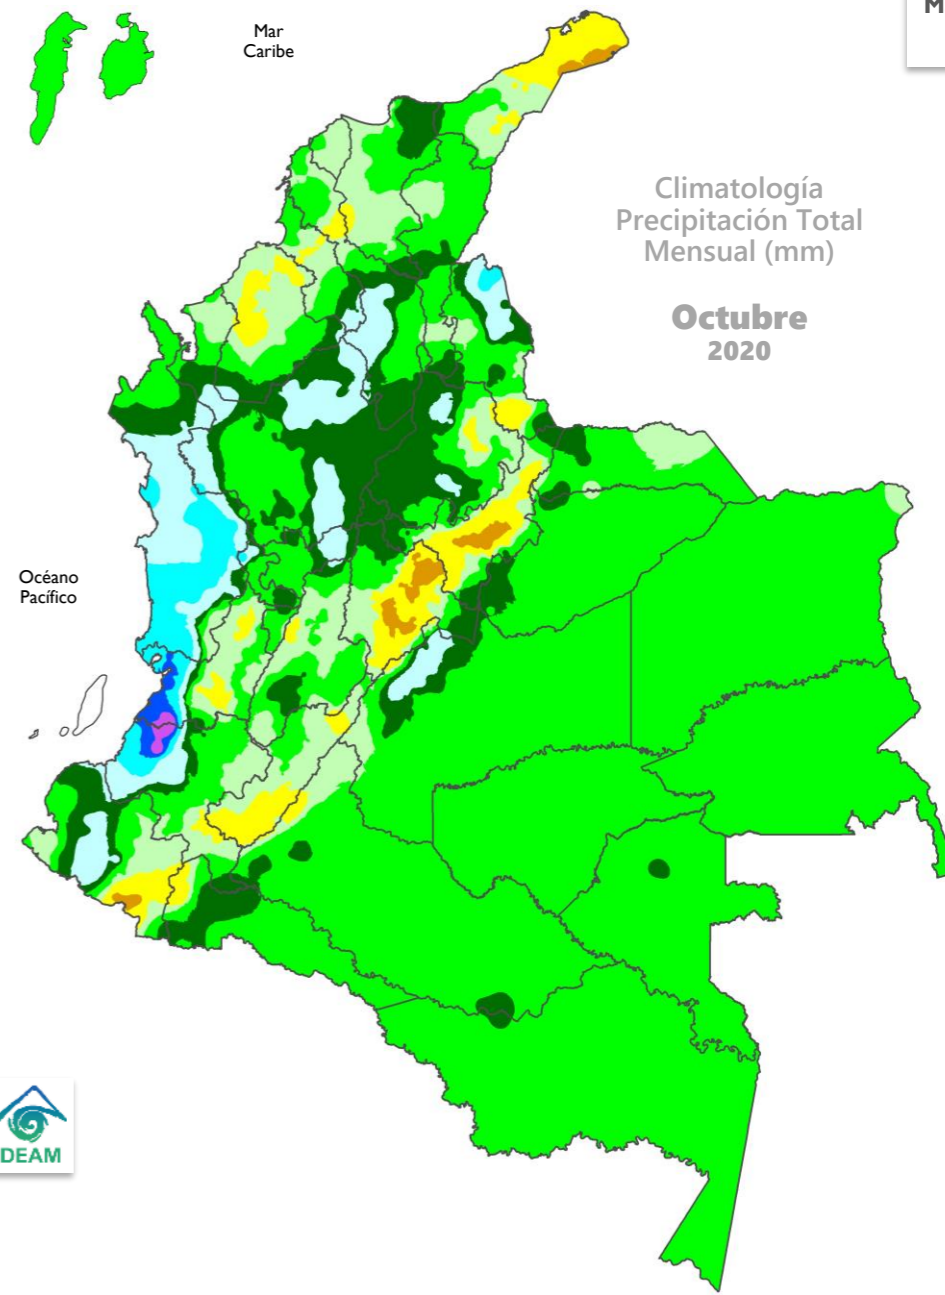 M
Mar
Caribe
Climatología
Precipitación Total
Mensual (mm)
Octubre
2020
Océano
Pacífico
DEAM